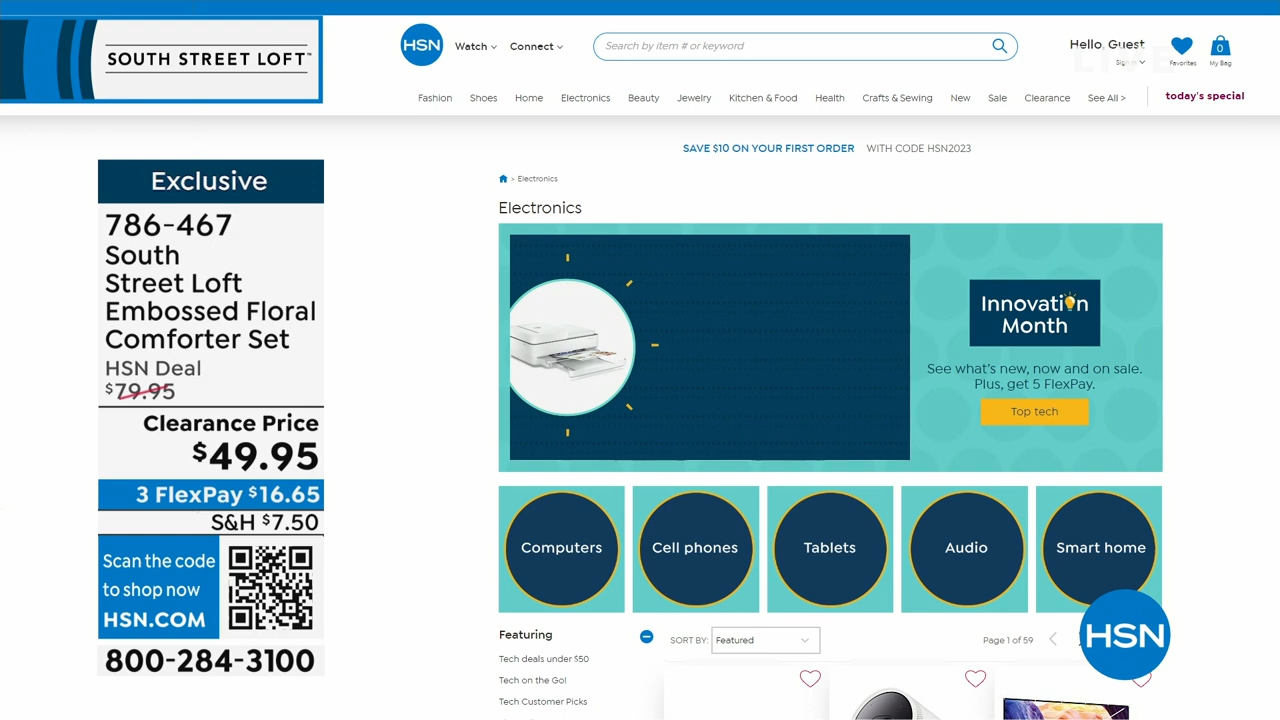 SOUTH STREET LOFT™
HSN
Watch
Connect
Search by item # or keyword
Hello, Guest
Sign In
LIVE
Favorites
0
My Bag
Fashion
Shoes
Home
Electronics
Beauty
Jewelry
Kitchen & Food
Health
Crafts & Sewing
New
Sale
Clearance
See All >
today's special
SAVE $10 ON YOUR FIRST ORDER WITH CODE HSN2023
> Electronics
Electronics
Exclusive
786-467
South
Street Loft
Embossed Floral
Comforter Set
HSN Deal
$79.95
Clearance Price
$49.95
3 FlexPay $16.65
S&H $7.50
Scan the code
to shop now
HSN.COM
800-284-3100
Innovation
Month
See what's new, now and on sale.
Plus, get 5 FlexPay.
Top tech
Computers
Cell phones
Tablets
Audio
Smart home
Featuring
Tech deals under $50
Tech on the Go!
Tech Customer Picks
SORT BY:
Featured
Page 1 of 59
HSN